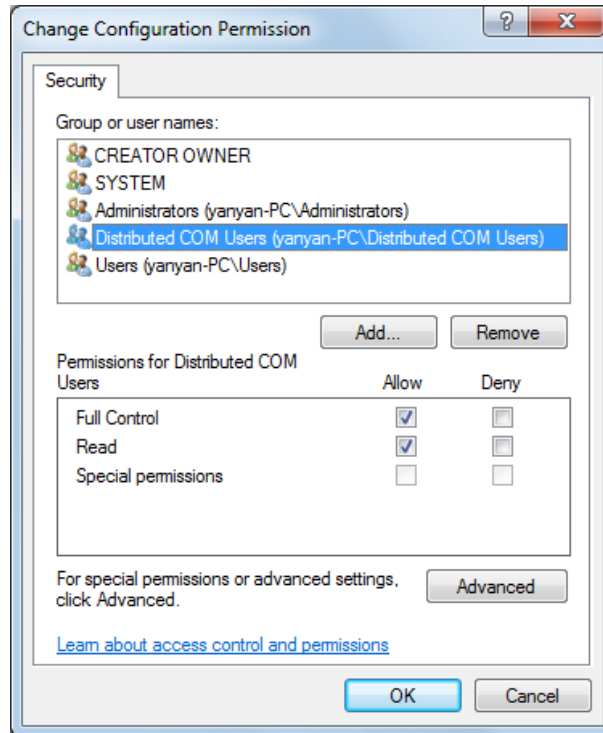 Change Configuration Permission
Security
Group or user names:
CREATOR OWNER
SYSTEM
Administrators (yanyan-PC\Administrators)
Distributed COM Users (yanyan-PC\Distributed COM Users)
Users (yanyan-PC\Users)
Add... Remove
Permissions for Distributed COM
Users Allow Deny
Full Control
Read
Special permissions
For special permissions or advanced settings,
click Advanced. Advanced
Learn about access control and permissions
OK Cancel